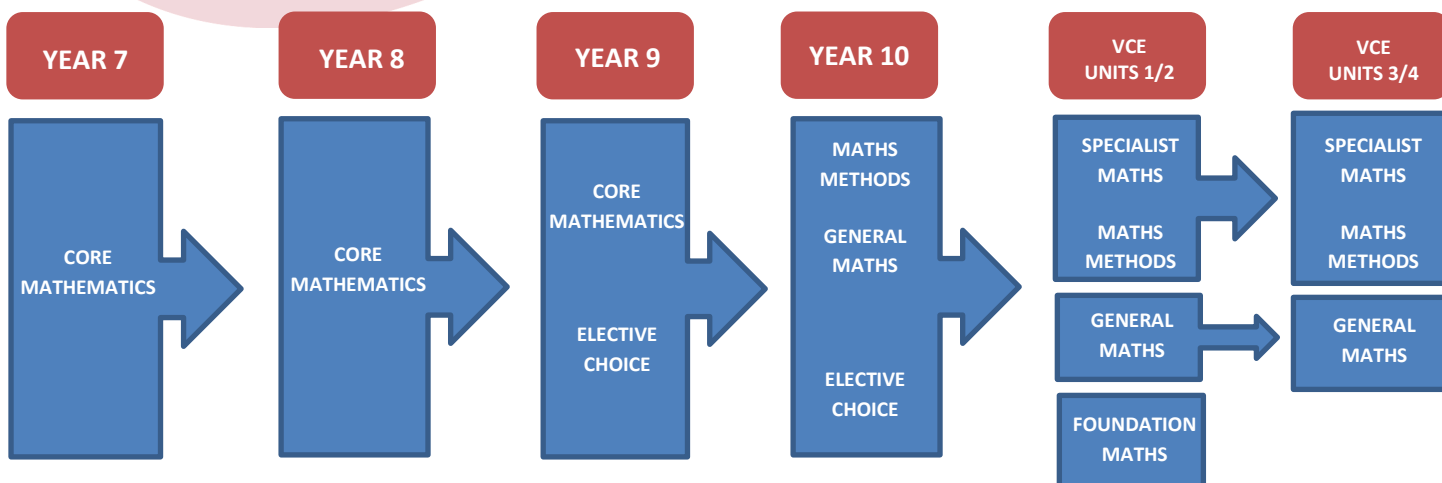 YEAR 7
YEAR 8
YEAR 9
YEAR 10
VCE
UNITS 1/2
VCE
UNITS 3/4
CORE
MATHEMATICS
CORE
MATHEMATICS
CORE
MATHEMATICS
ELECTIVE
CHOICE
MATHS
METHODS
GENERAL
MATHS
ELECTIVE
CHOICE
SPECIALIST
MATHS
MATHS
METHODS
GENERAL
MATHS
FOUNDATION
MATHS
SPECIALIST
MATHS
MATHS
METHODS
GENERAL
MATHS